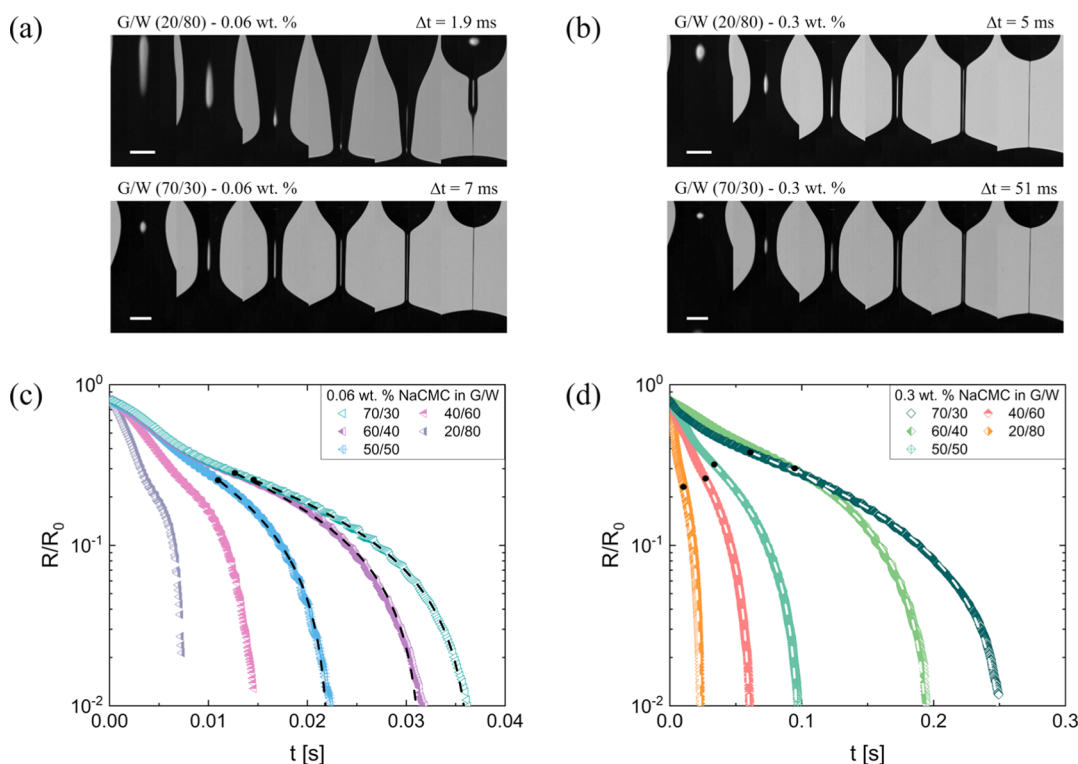 (a)
G/W (20/80) - 0.06 wt. % Δt = 1.9 ms
G/W (70/30) - 0.06 wt. % Δt = 7 ms
(b)
G/W (20/80) - 0.3 wt. % Δt = 5 ms
G/W (70/30) - 0.3 wt. % Δt = 51 ms
(c)
0.06 wt. % NaCMC in G/W
70/30 40/60
60/40 20/80
50/50
R/R0
10^0
10^-1
10^-2
0.00 0.01 0.02 0.03 0.04
t [s]
(d)
0.3 wt. % NaCMC in G/W
70/30 40/60
60/40 20/80
50/50
R/R0
10^0
10^-1
10^-2
0.0 0.1 0.2 0.3
t [s]